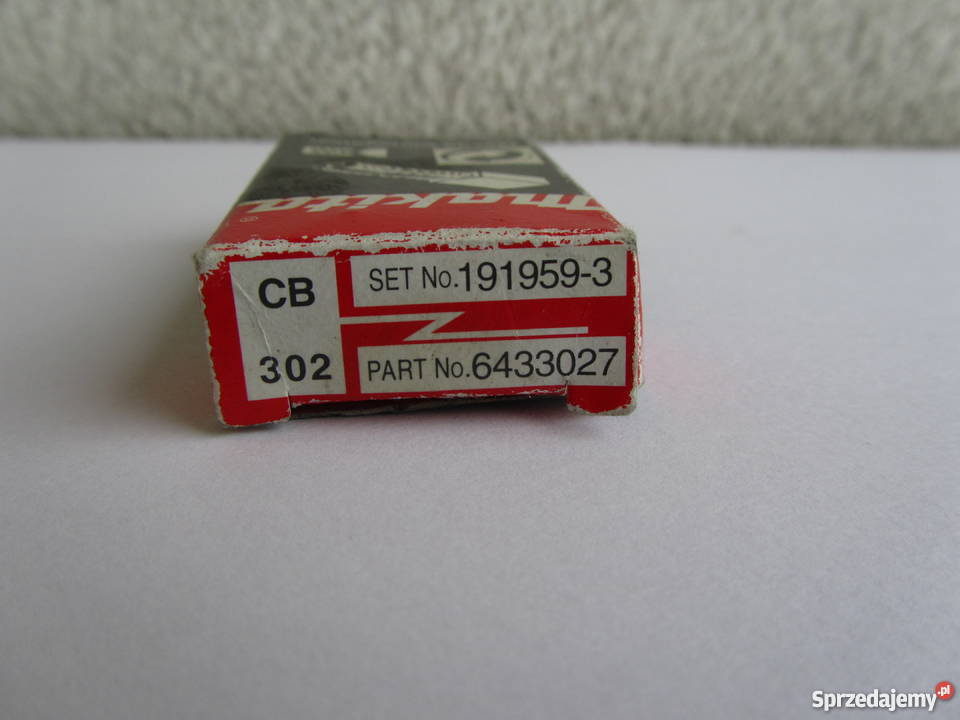 makita®
CB
302
SET No.191959-3
PART No.6433027
Sprzedajemy.pl